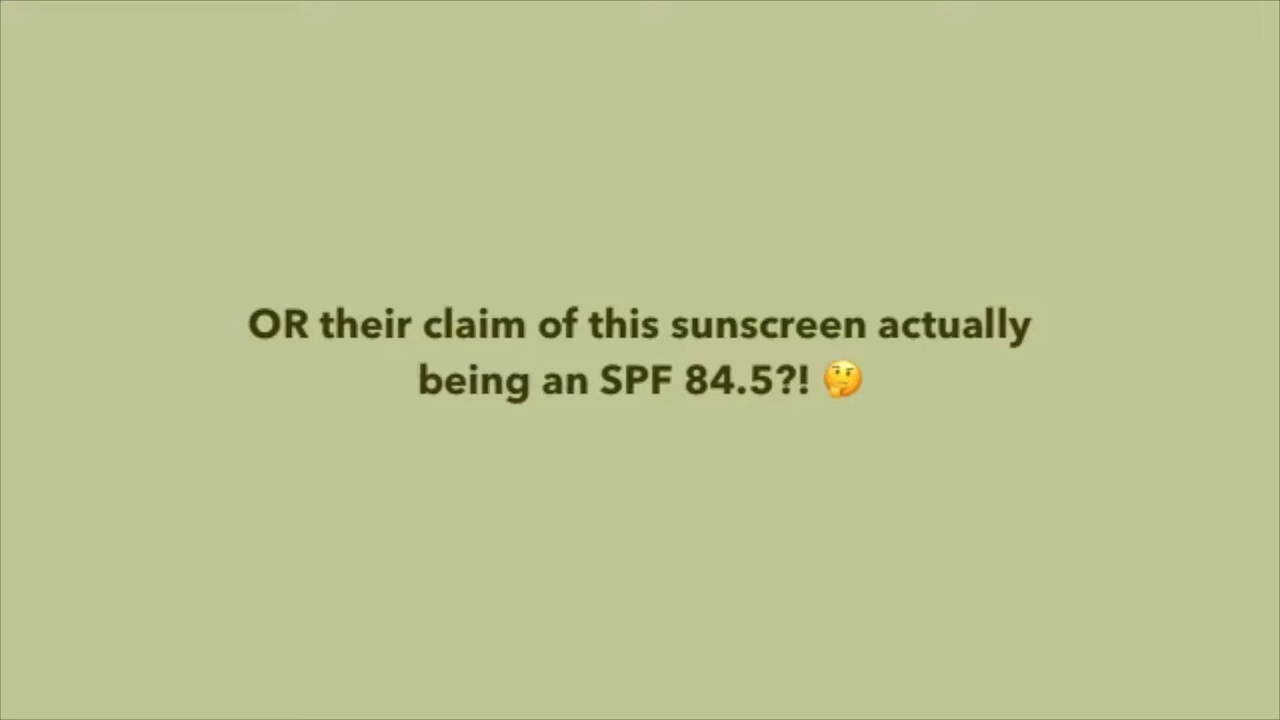 OR their claim of this sunscreen actually
being an SPF 84.5?! 🤔